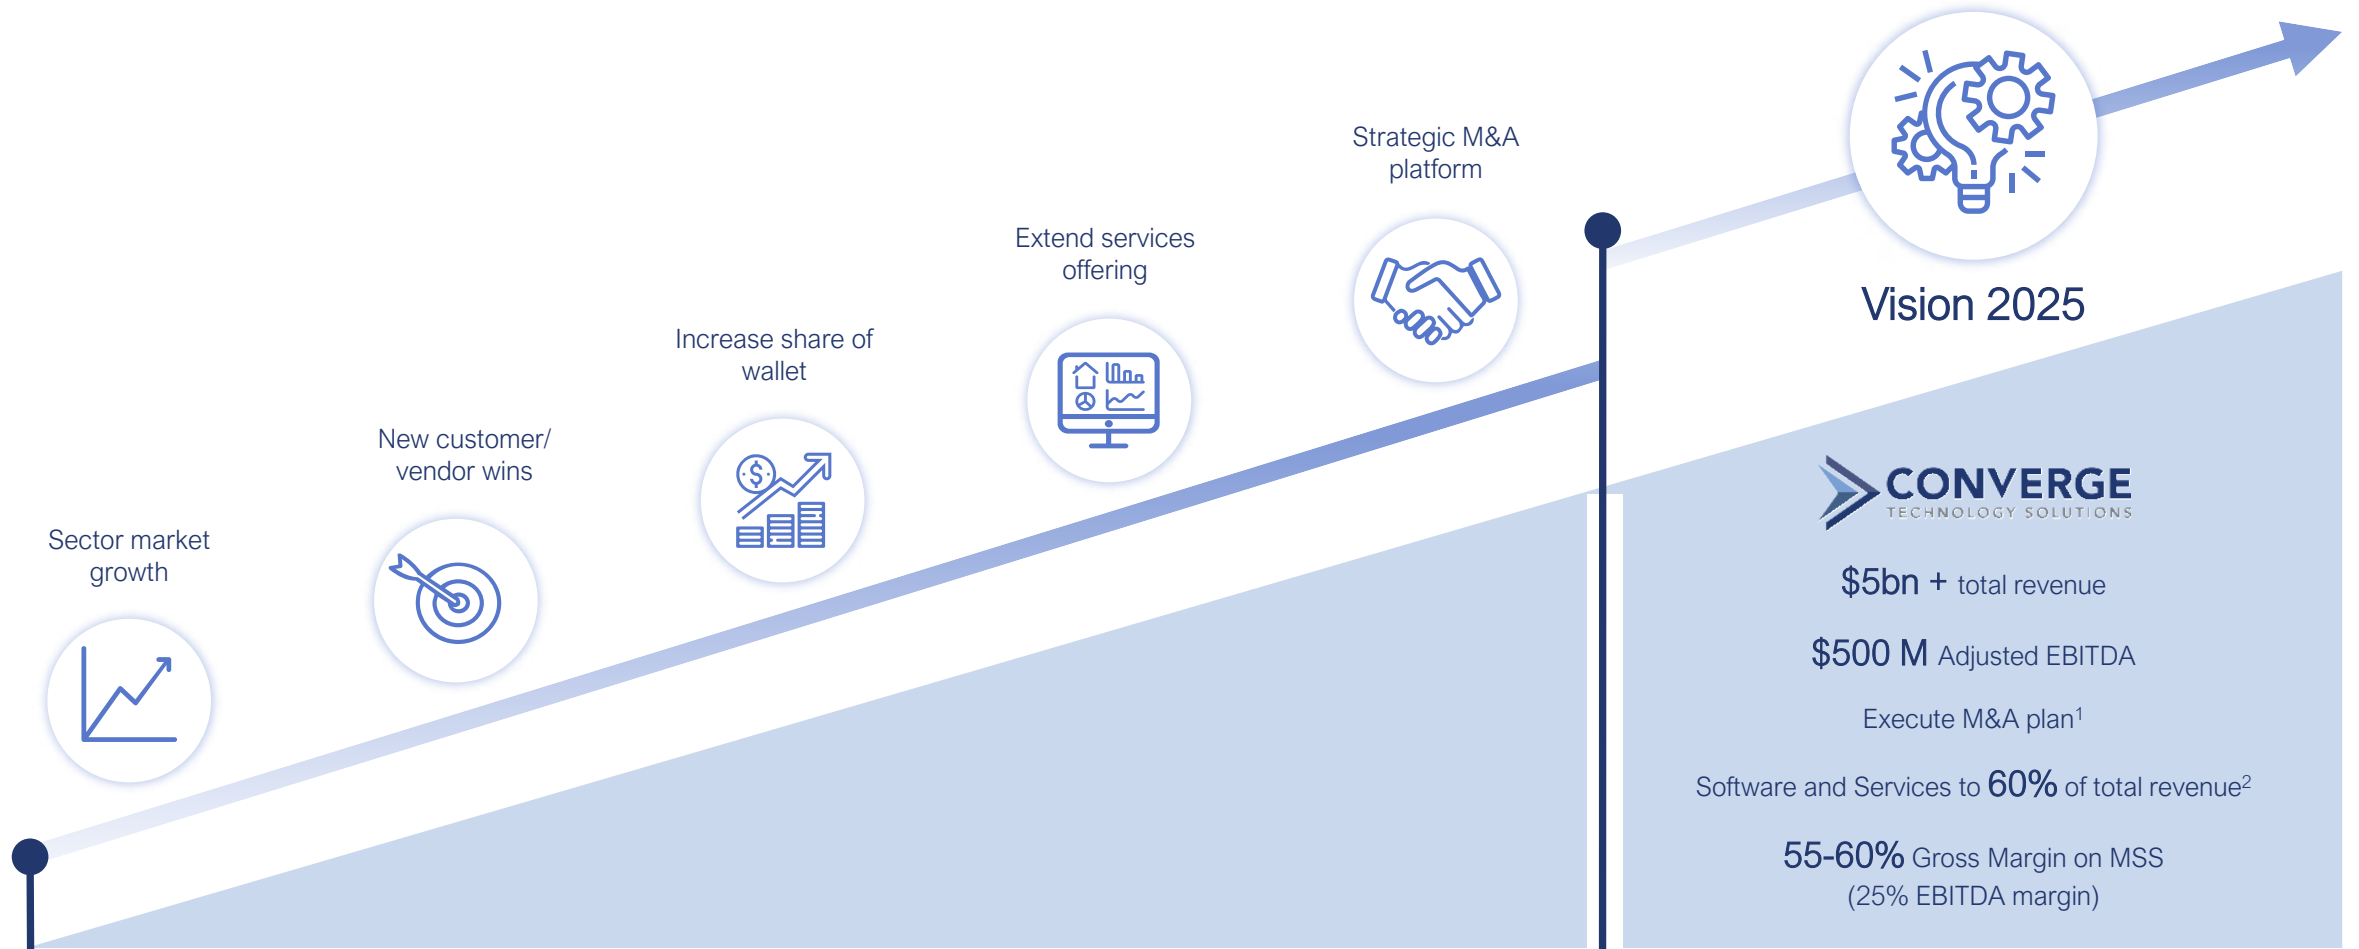 Sector market
growth
New customer/
vendor wins
Increase share of
wallet
Extend services
offering
Strategic M&A
platform
$
Vision 2025
CONVERGE
TECHNOLOGY SOLUTIONS
$5bn + total revenue
$500 M Adjusted EBITDA
Execute M&A plan¹
Software and Services to 60% of total revenue²
55-60% Gross Margin on MSS
(25% EBITDA margin)